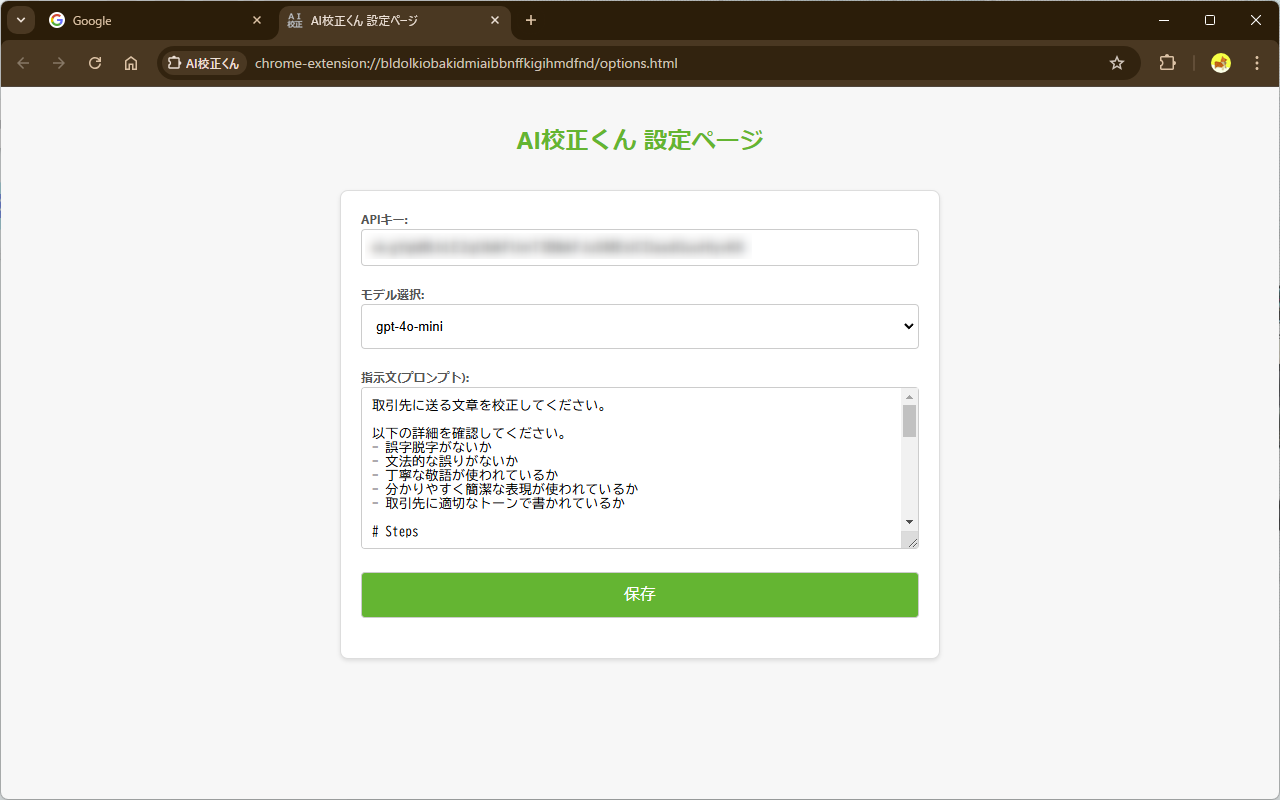 Google
AI校正
AI校正くん 設定ページ
AI校正くん
chrome-extension://bldolkiobakidmiaibbnffkigihmdfnd/options.html
AI校正くん 設定ページ
APIキー:
モデル選択:
gpt-4o-mini
指示文(プロンプト):
取引先に送る文章を校正してください。
以下の詳細を確認してください。
- 誤字脱字がないか
- 文法的な誤りがないか
- 丁寧な敬語が使われているか
- 分かりやすく簡潔な表現が使われているか
- 取引先に適切なトーンで書かれているか
# Steps
保存